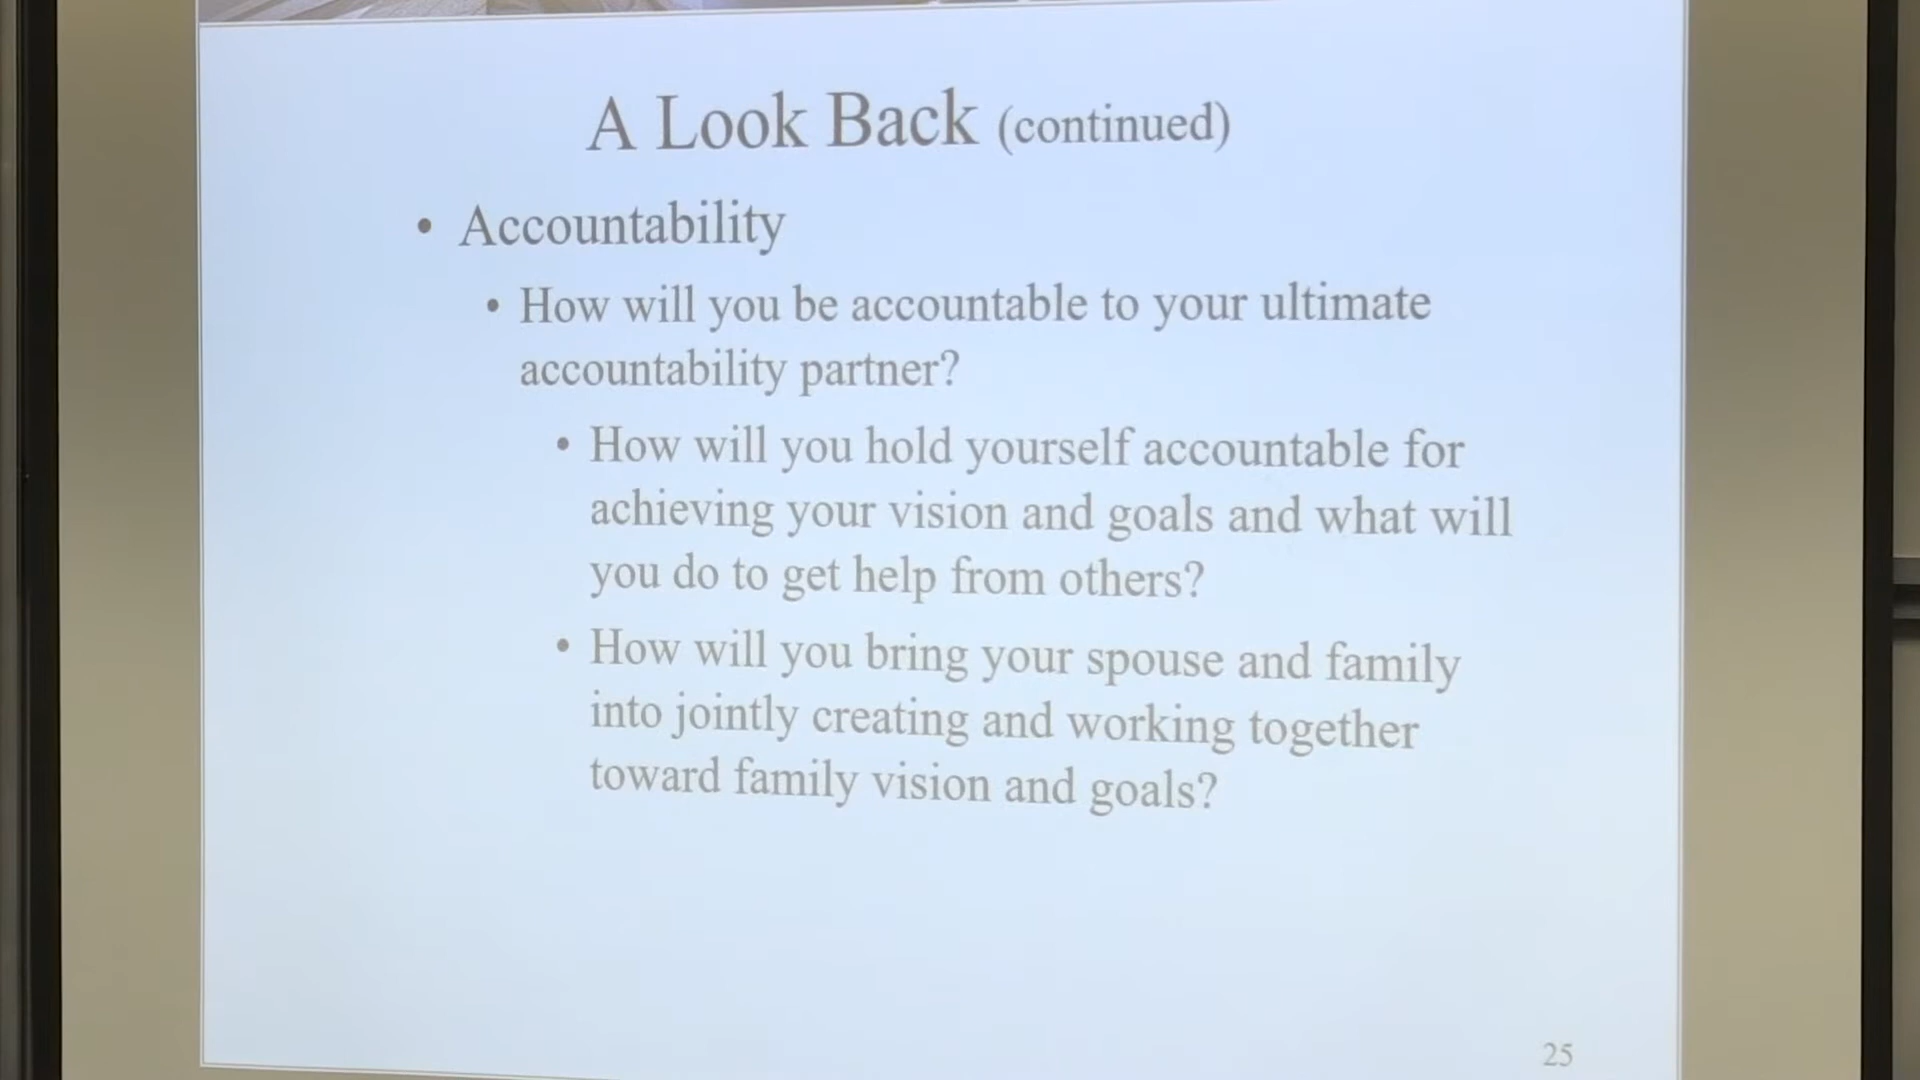 A Look Back (continued)
• Accountability
• How will you be accountable to your ultimate
accountability partner?
• How will you hold yourself accountable for
achieving your vision and goals and what will
you do to get help from others?
• How will you bring your spouse and family
into jointly creating and working together
toward family vision and goals?
25